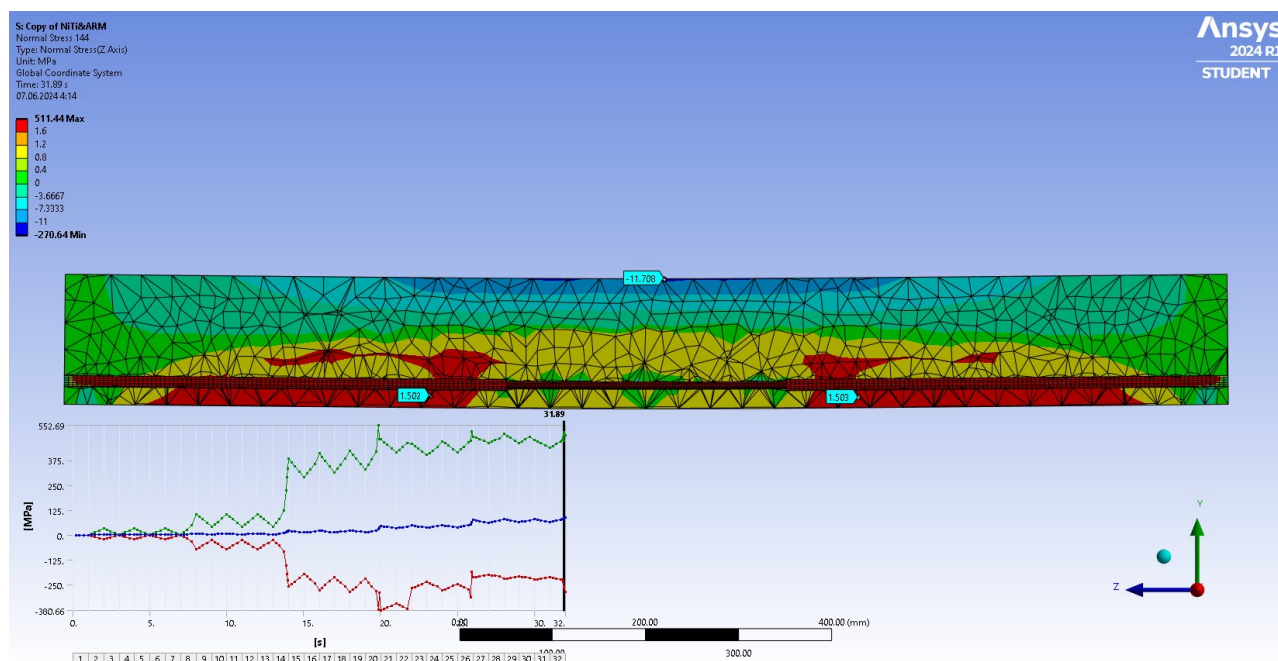 S: Copy of NiTi&ARM
Normal Stress 144
Type: Normal Stress(Z Axis)
Unit: MPa
Global Coordinate System
Time: 31.89 s
07.06.2024 4:14
511.44 Max
1.6
1.2
0.8
0.4
0
-3.6667
-7.3333
-11
-270.64 Min
Ansys
2024 R1
STUDENT
-11.708
1.502
1.503
31.89
552.69
375.
250.
125.
0.
-125.
-250.
-380.66
[MPa]
0. 5. 10. 15. 20. 30. 32.
[s]
1 2 3 4 5 6 7 8 9 10 11 12 13 14 15 16 17 18 19 20 21 22 23 24 25 26 27 28 29 30 31 32
0.00 200.00 400.00 (mm)
100.00 300.00
Y
Z